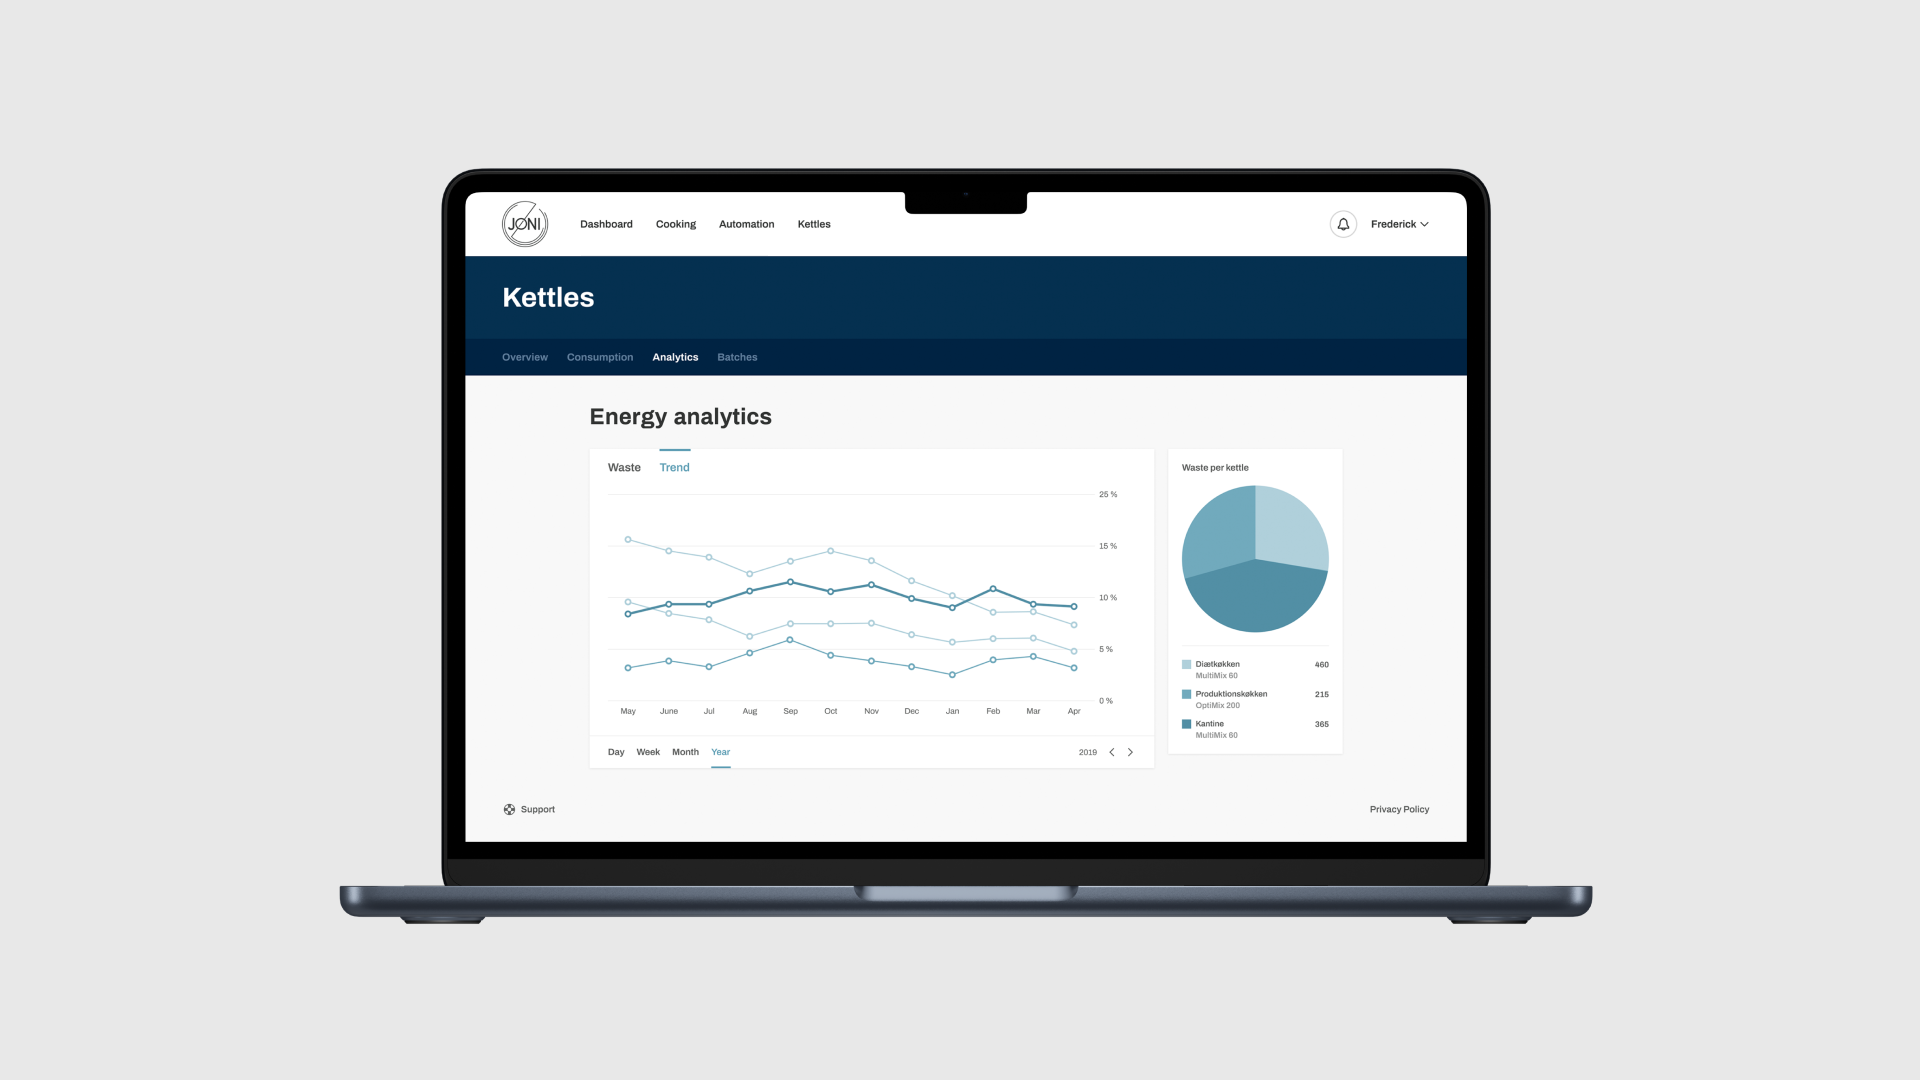 JONI
Dashboard Cooking Automation Kettles
Frederick
Kettles
Overview Consumption Analytics Batches
Energy analytics
Waste Trend
25 %
15 %
10 %
5 %
0 %
May June Jul Aug Sep Oct Nov Dec Jan Feb Mar Apr
Day Week Month Year
2019
Waste per kettle
Diætkøkken 460
MultiMix 60
Produktionskøkken 215
OptiMix 200
Kantine 365
MultiMix 60
Support
Privacy Policy